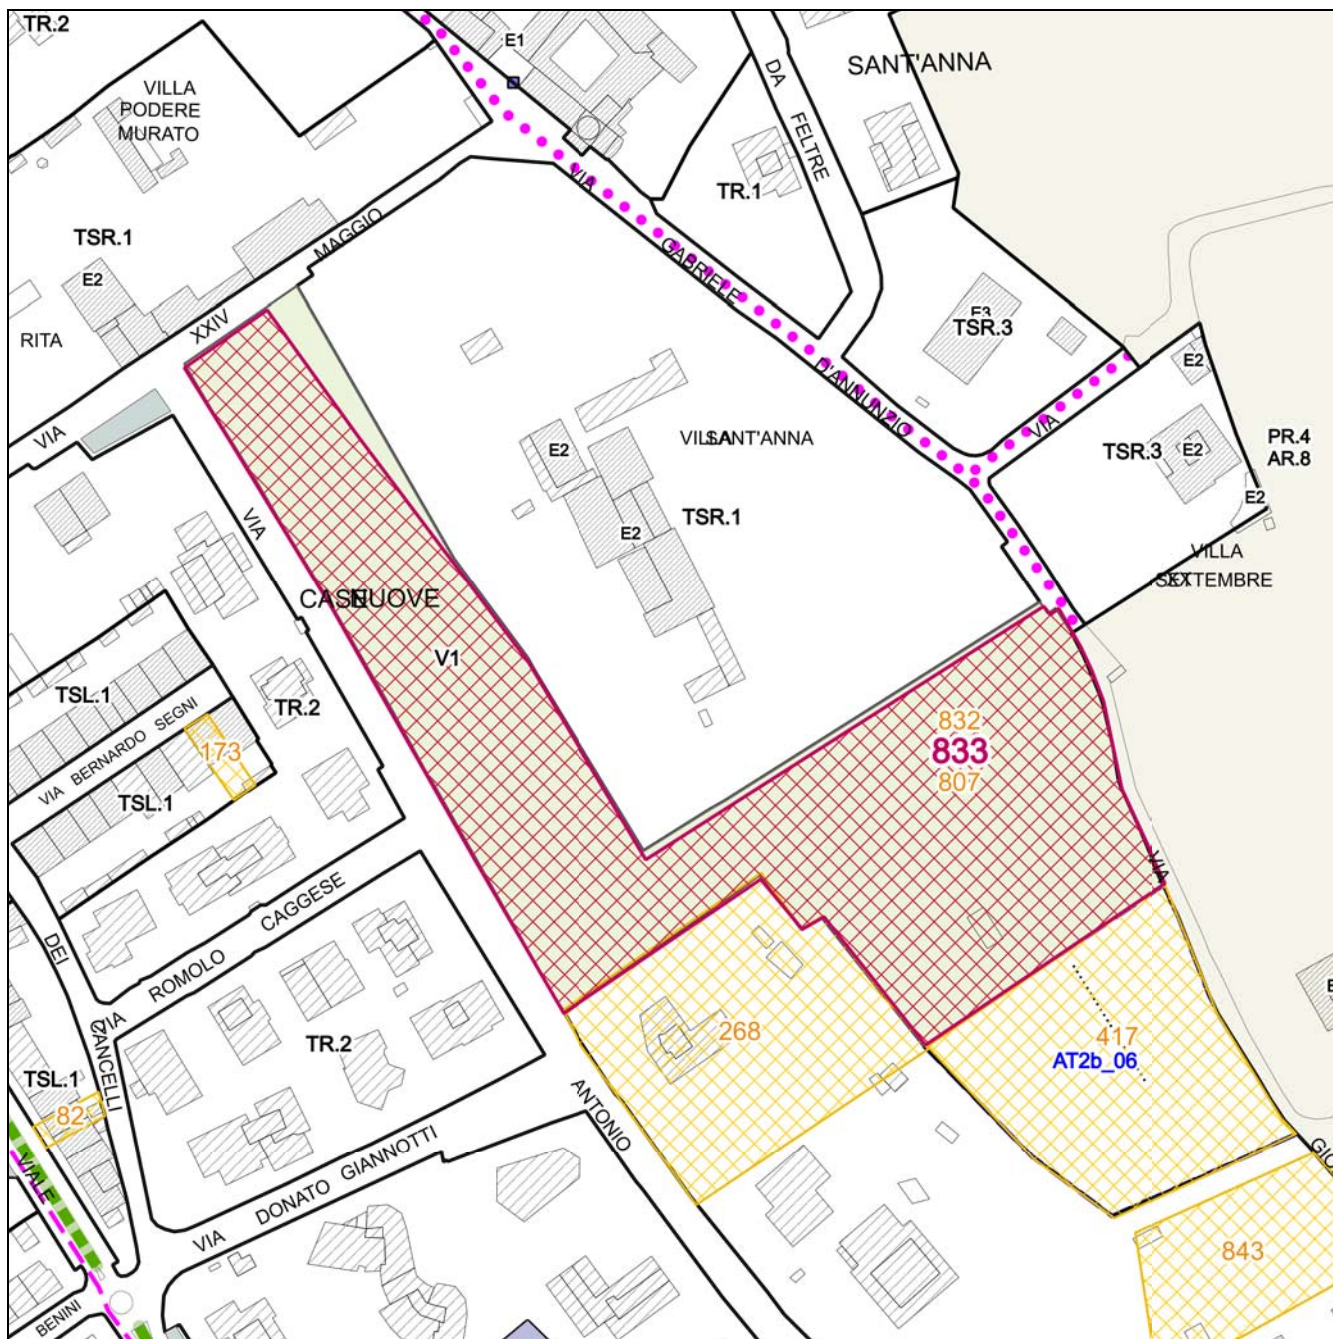 TR.2
E1
VILLA
PODERE
MURATO
SANT'ANNA
DA
FELTRE
VIA
TR.1
TSR.1
E2
MAGGIO
XXIV
VIA
RITA
GABRIELE
D'ANNUNZIO
E3
TSR.3
E2
VIA
TSR.3
E2
PR.4
AR.8
E2
VILLA
SETTEMBRE
E2
VILLA
SANT'ANNA
TSR.1
E2
VIA
CASE NUOVE
V1
TSL.1
VIA BERNARDO SEGNI
TR.2
173
TSL.1
832
833
807
VIA
DEI
CANCELLI
VIA ROMOLO CAGGESE
TR.2
268
417
AT2b_06
TSL.1
82
ANTONIO
VIALE
VIA DONATO GIANNOTTI
843
BENINI